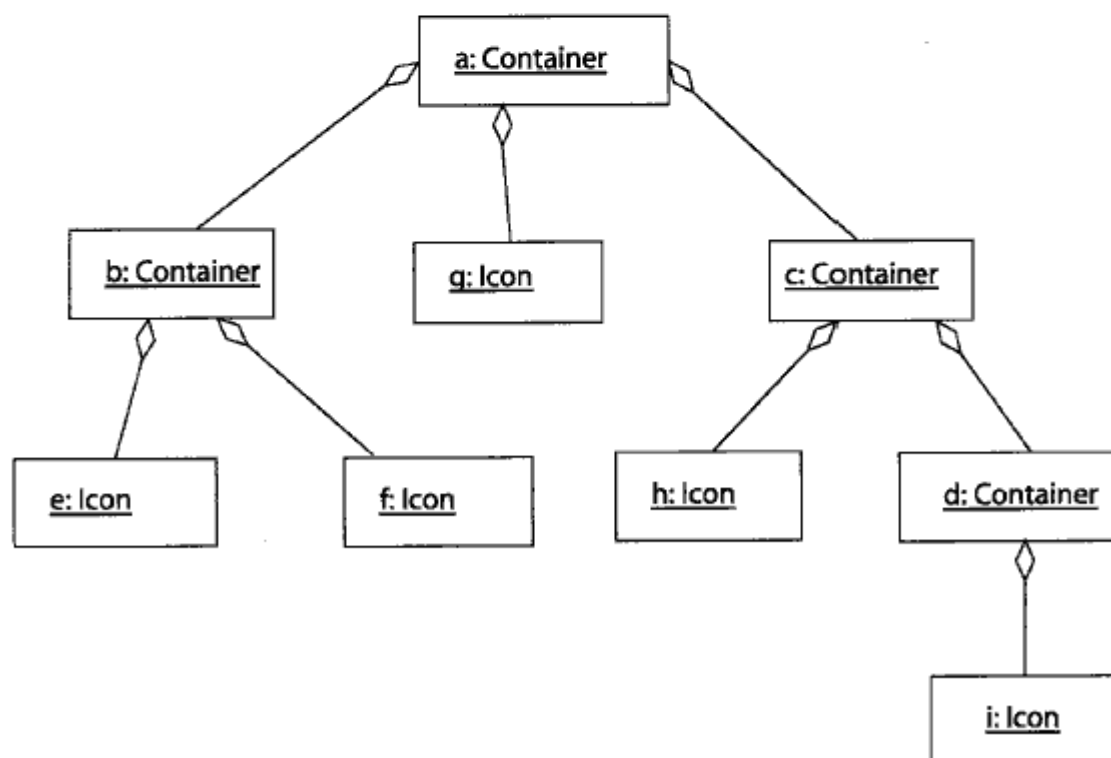 a: Container
b: Container
g: Icon
c: Container
e: Icon
f: Icon
h: Icon
d: Container
i: Icon